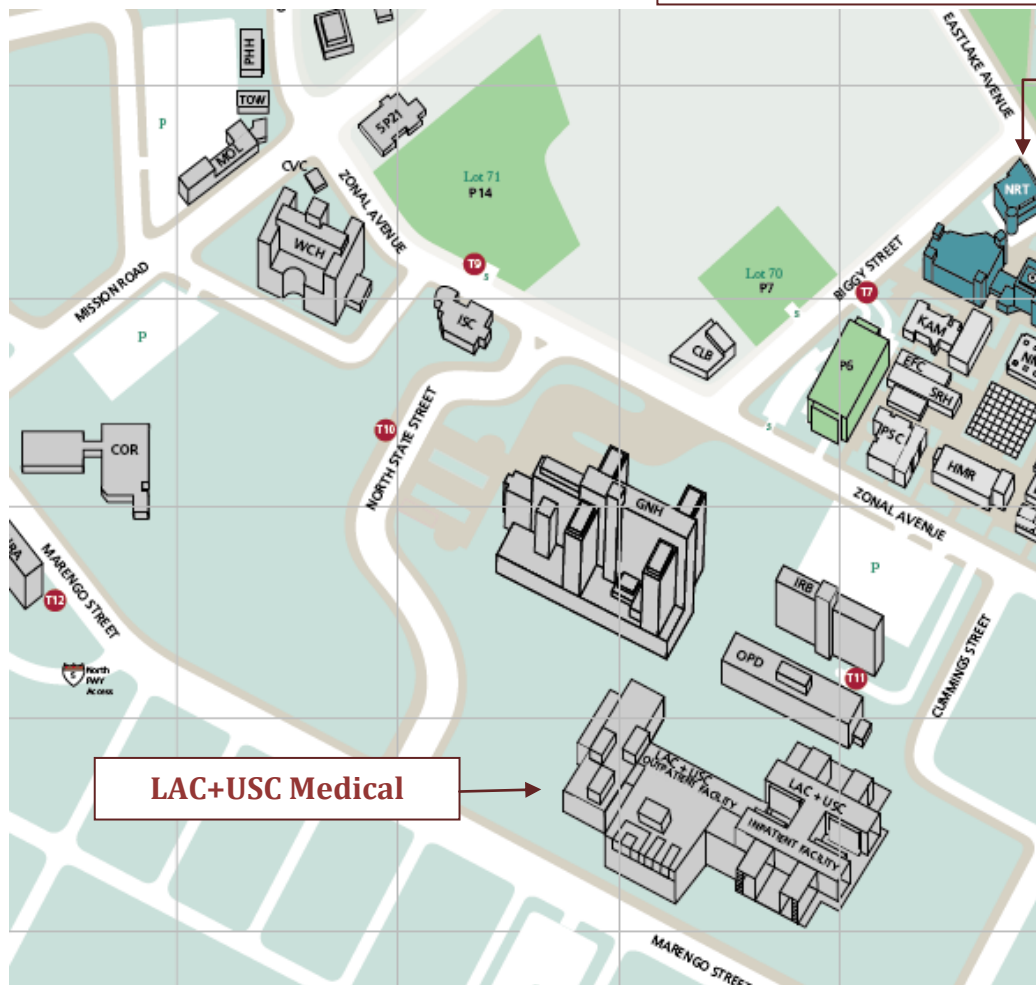 EASTLAKE AVENUE
PHH
TOW
P
MOL
SP21
CVC
ZONAL AVENUE
Lot 71
P14
NRT
WCH
T9
s
Lot 70
P7
BIGGY STREET
T7
s
MISSION ROAD
ISC
KAM
P
CLB
P6
EFC
SRH
T10
NORTH STATE STREET
s
PSC
COR
HMR
GNH
ZONAL AVENUE
MARENGO STREET
T12
P
IRB
5
North
FWY
Access
OPD
T11
CUMMINGS STREET
LAC+USC Medical
LAC + USC
OUTPATIENT FACILITY
LAC + USC
INPATIENT FACILITY
MARENGO STREET